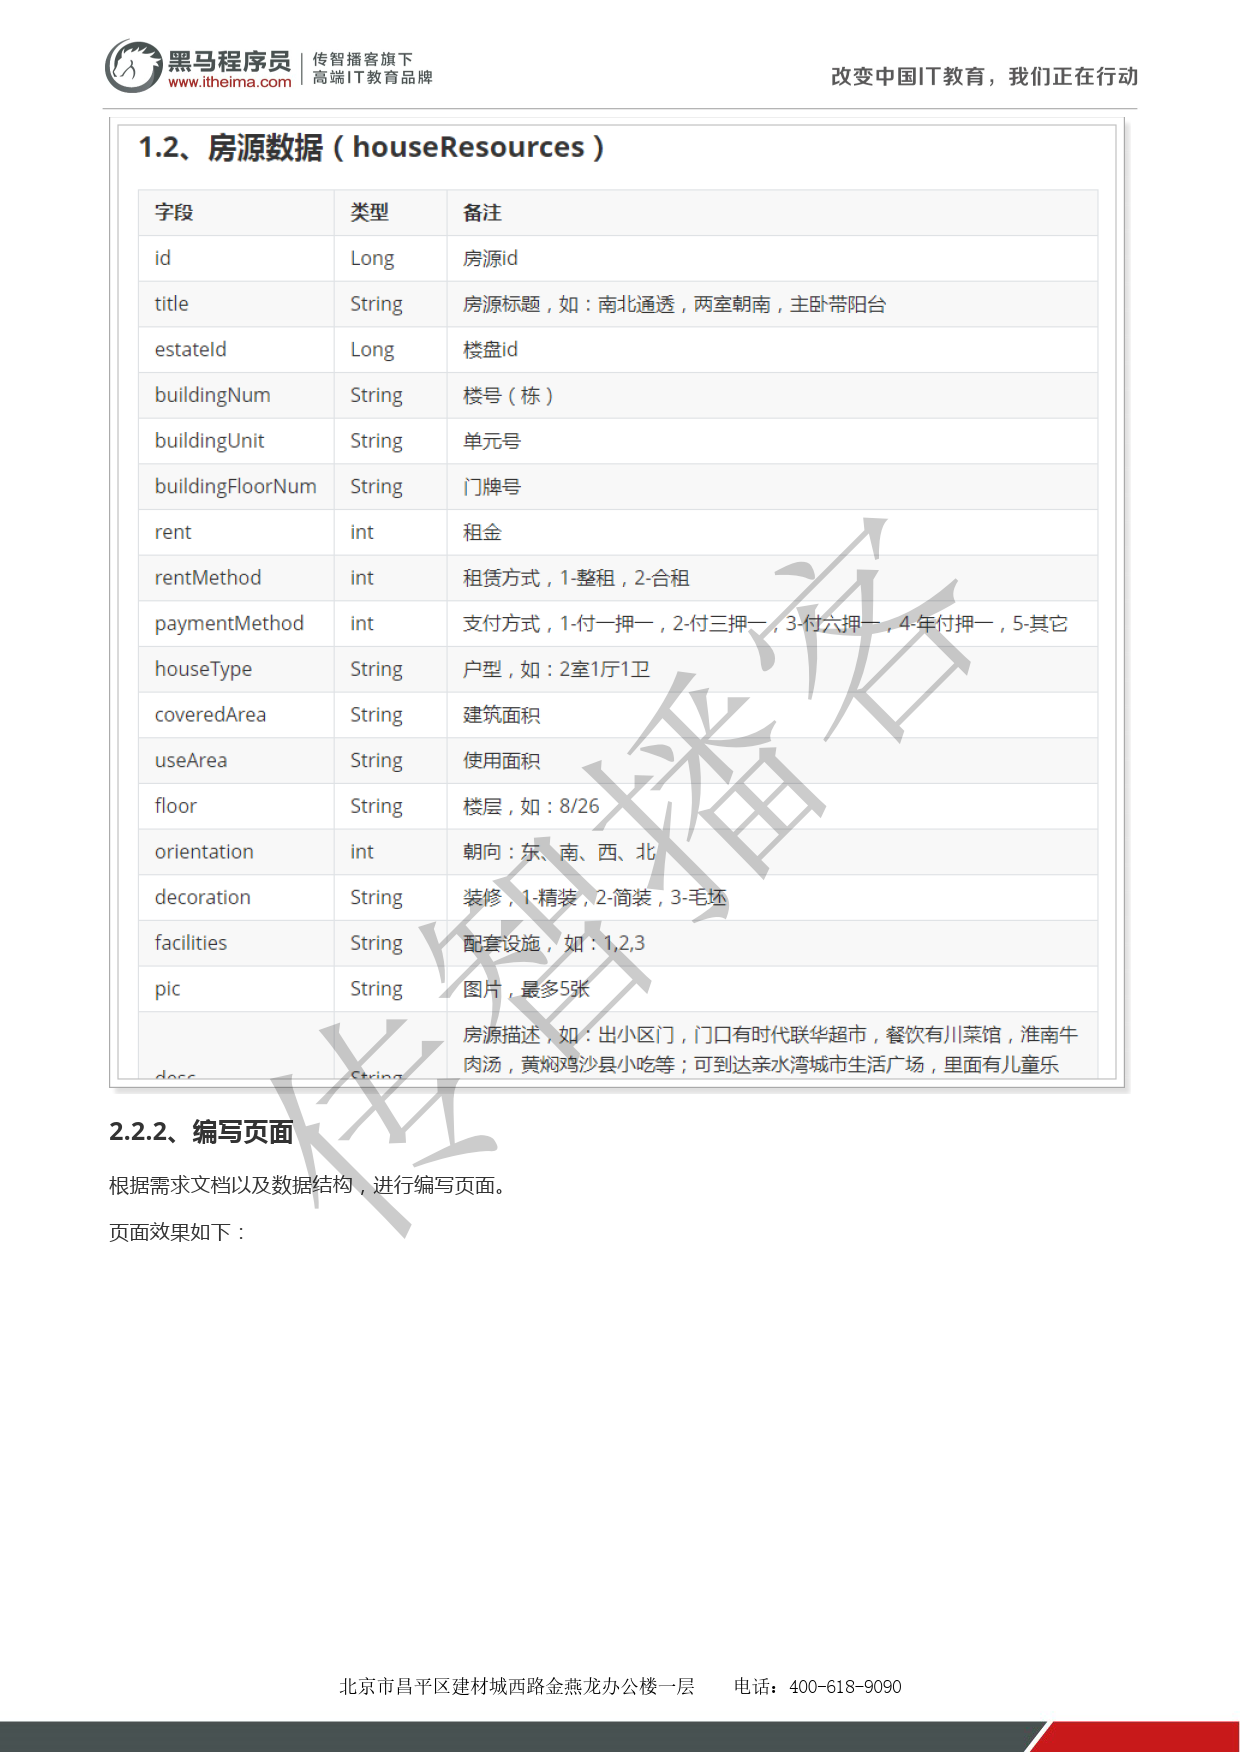 黑马程序员
www.itheima.com
传智播客旗下
高端IT教育品牌
改变中国IT教育，我们正在行动
1.2、房源数据（houseResources）
字段 类型 备注
id Long 房源id
title String 房源标题，如：南北通透，两室朝南，主卧带阳台
estateId Long 楼盘id
buildingNum String 楼号（栋）
buildingUnit String 单元号
buildingFloorNum String 门牌号
rent int 租金
rentMethod int 租赁方式，1-整租，2-合租
paymentMethod int 支付方式，1-付一押一，2-付三押一，3-付六押一，4-年付押一，5-其它
houseType String 户型，如：2室1厅1卫
coveredArea String 建筑面积
useArea String 使用面积
floor String 楼层，如：8/26
orientation int 朝向：东、南、西、北
decoration String 装修，1-精装，2-简装，3-毛坯
facilities String 配套设施， 如：1,2,3
pic String 图片，最多5张
房源描述，如：出小区门，门口有时代联华超市，餐饮有川菜馆，淮南牛
肉汤，黄焖鸡沙县小吃等；可到达亲水湾城市生活广场，里面有儿童乐
desc String
传智播客
2.2.2、编写页面
根据需求文档以及数据结构，进行编写页面。
页面效果如下：
北京市昌平区建材城西路金燕龙办公楼一层 电话：400-618-9090